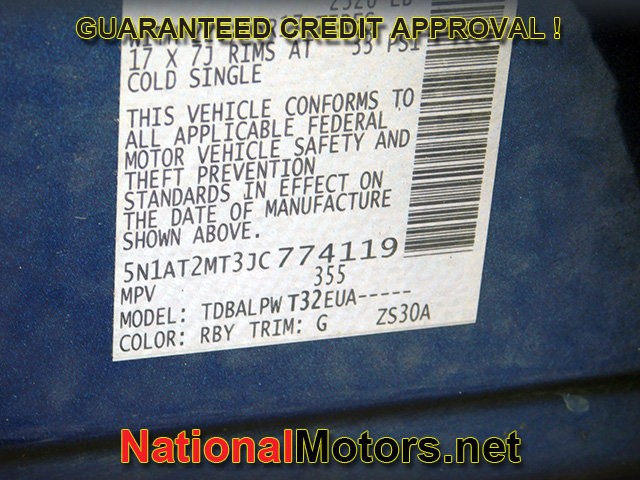 GUARANTEED CREDIT APPROVAL !
17 X 7J RIMS AT 33 PSI
COLD SINGLE
THIS VEHICLE CONFORMS TO
ALL APPLICABLE FEDERAL
MOTOR VEHICLE SAFETY AND
THEFT PREVENTION
STANDARDS IN EFFECT ON
THE DATE OF MANUFACTURE
SHOWN ABOVE.
5N1AT2MT3JC774119
MPV 355
MODEL: TDBALPWT32EUA-----
COLOR: RBY TRIM: G ZS30A
NationalMotors.net